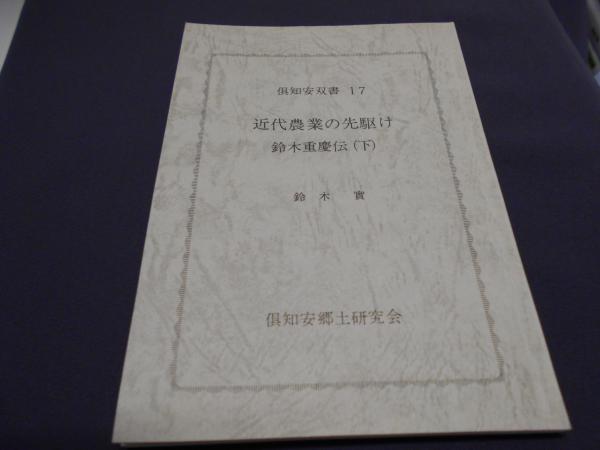 倶知安双書 17
近代農業の先駆け
鈴木重慶伝(下)
鈴木 實
倶知安郷土研究会